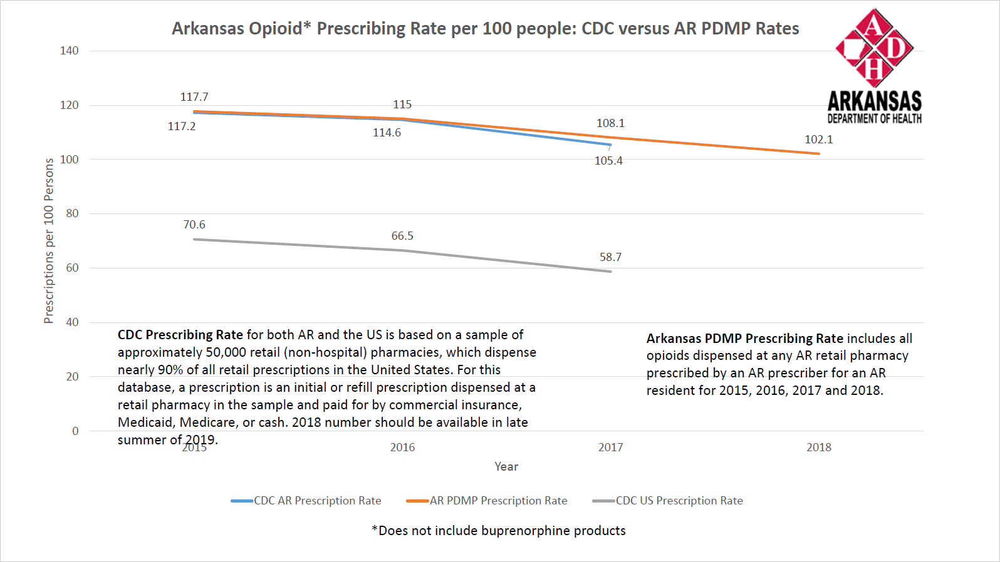 Arkansas Opioid* Prescribing Rate per 100 people: CDC versus AR PDMP Rates
A
D
H
ARKANSAS
DEPARTMENT OF HEALTH
Prescriptions per 100 Persons
140
120
100
80
60
40
20
0
117.7
117.2
115
114.6
108.1
105.4
102.1
70.6
66.5
58.7
CDC Prescribing Rate for both AR and the US is based on a sample of
approximately 50,000 retail (non-hospital) pharmacies, which dispense
nearly 90% of all retail prescriptions in the United States. For this
database, a prescription is an initial or refill prescription dispensed at a
retail pharmacy in the sample and paid for by commercial insurance,
Medicaid, Medicare, or cash. 2018 number should be available in late
summer of 2019.
Arkansas PDMP Prescribing Rate includes all
opioids dispensed at any AR retail pharmacy
prescribed by an AR prescriber for an AR
resident for 2015, 2016, 2017 and 2018.
2015 2016 2017 2018
Year
CDC AR Prescription Rate AR PDMP Prescription Rate CDC US Prescription Rate
*Does not include buprenorphine products